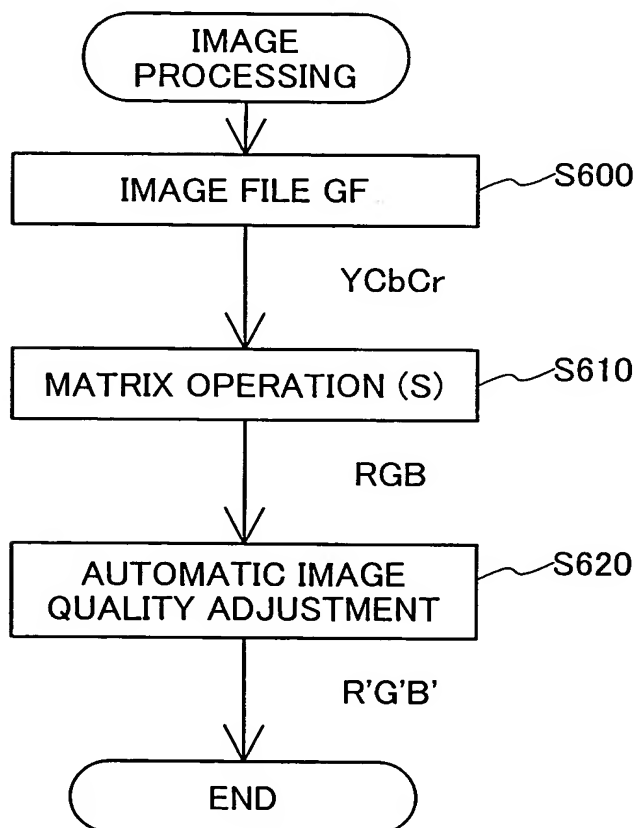 IMAGE
PROCESSING
IMAGE FILE GF
S600
YCbCr
MATRIX OPERATION (S)
S610
RGB
AUTOMATIC IMAGE
QUALITY ADJUSTMENT
S620
R'G'B'
END